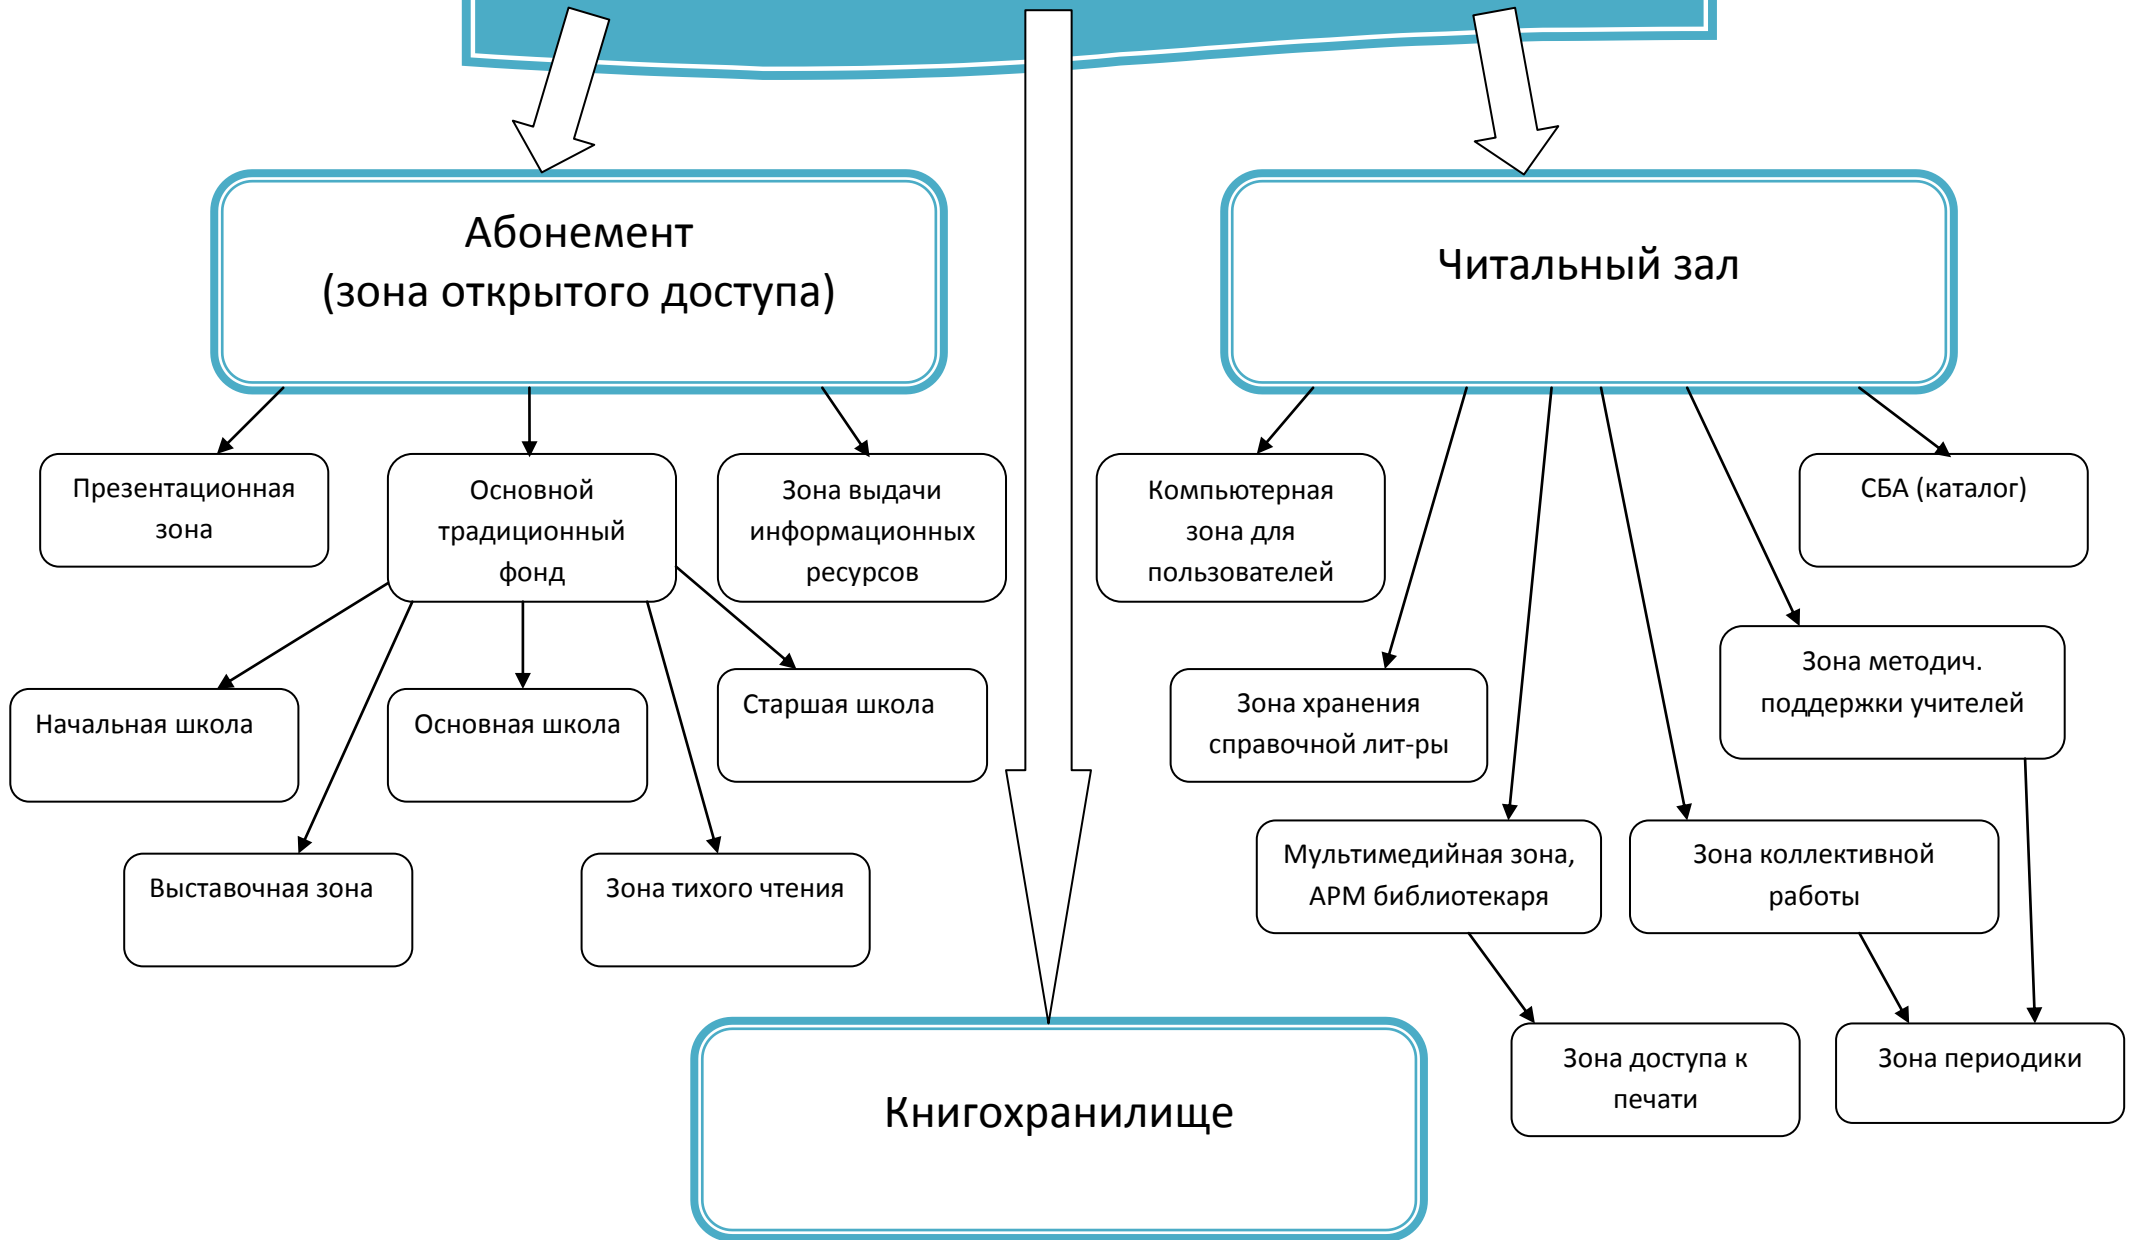 Абонемент
(зона открытого доступа)
Читальный зал
Презентационная
зона
Основной
традиционный
фонд
Зона выдачи
информационных
ресурсов
Компьютерная
зона для
пользователей
СБА (каталог)
Начальная школа
Основная школа
Старшая школа
Зона хранения
справочной лит-ры
Зона методич.
поддержки учителей
Выставочная зона
Зона тихого чтения
Мультимедийная зона,
АРМ библиотекаря
Зона коллективной
работы
Зона доступа к
печати
Зона периодики
Книгохранилище